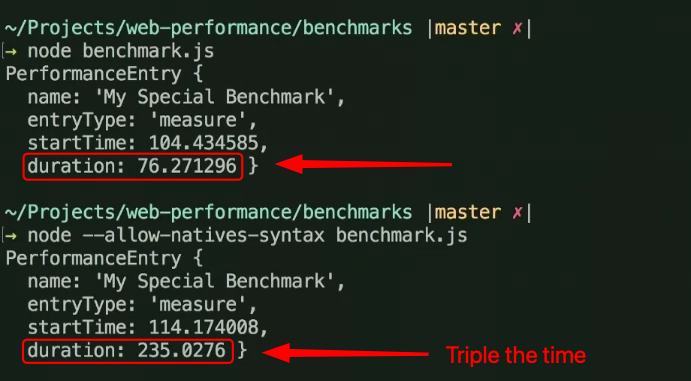 ~/Projects/web-performance/benchmarks |master ✗|
|→ node benchmark.js
PerformanceEntry {
  name: 'My Special Benchmark',
  entryType: 'measure',
  startTime: 104.434585,
  duration: 76.271296 }
~/Projects/web-performance/benchmarks |master ✗|
|→ node --allow-natives-syntax benchmark.js
PerformanceEntry {
  name: 'My Special Benchmark',
  entryType: 'measure',
  startTime: 114.174008,
  duration: 235.0276 }
Triple the time